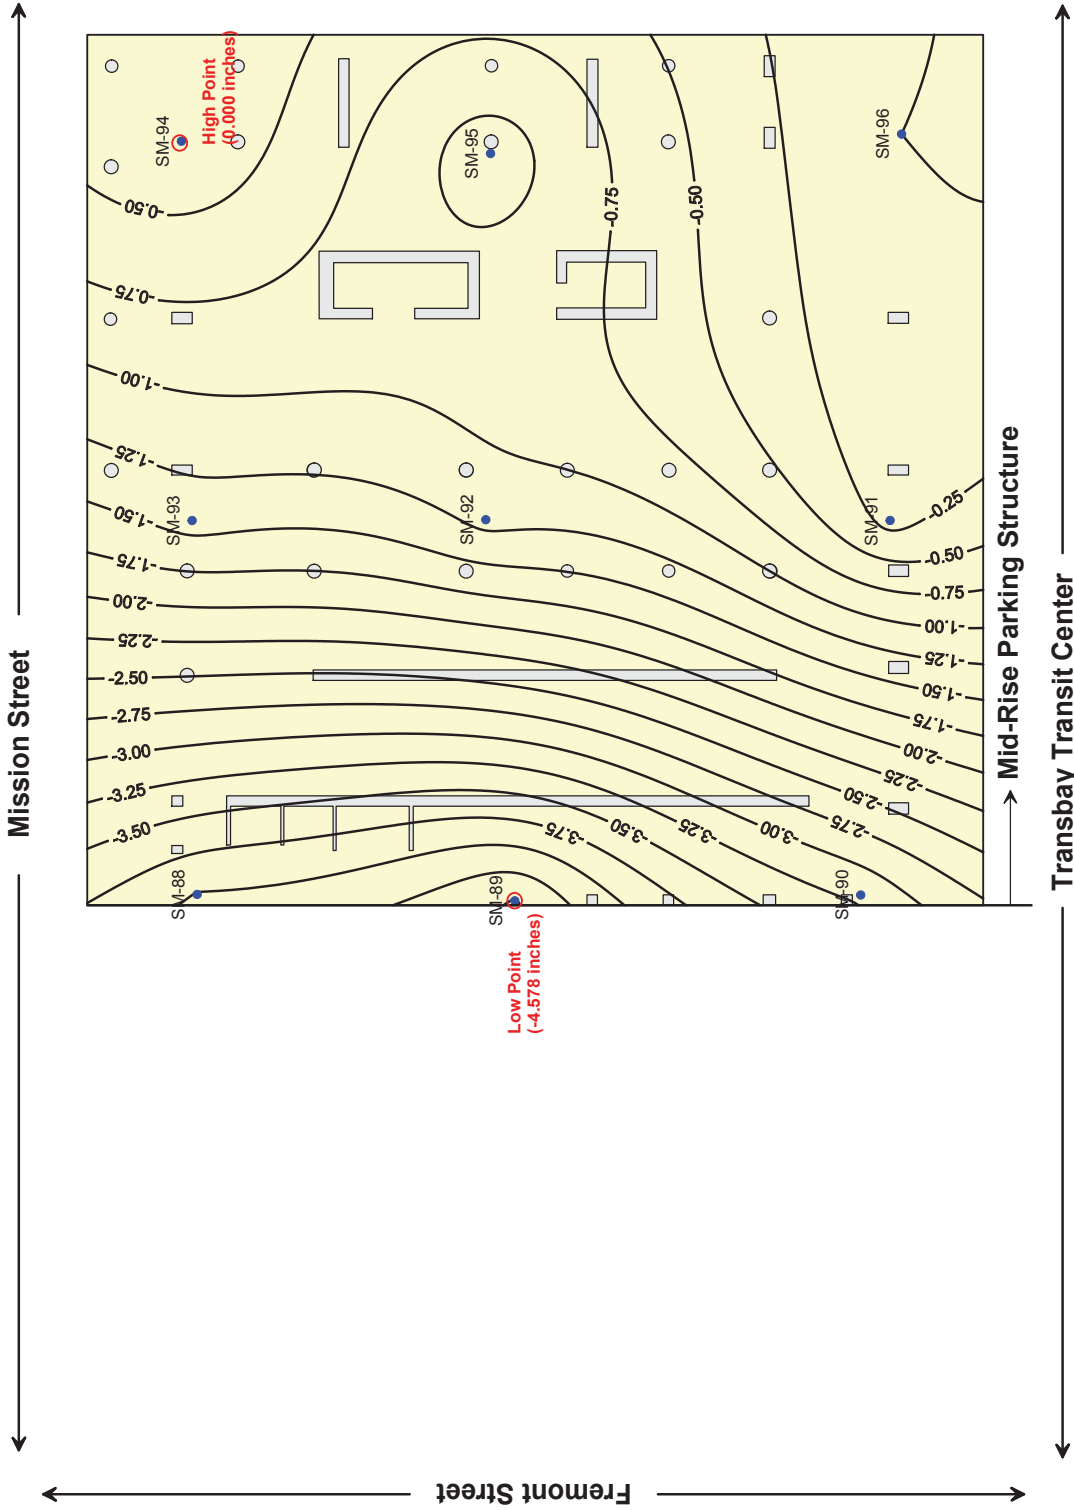 Mission Street
SM-94
High Point
(0.000 inches)
SM-95
SM-96
-0.50
-0.75
-0.75
-0.50
-1.00
-1.25
-1.50
-1.75
-2.00
-2.25
-2.50
-2.75
-3.00
-3.25
-3.50
SM-93
SM-92
SM-91
-0.25
-0.50
-0.75
-1.00
-1.25
-1.50
-1.75
-2.00
-2.25
-2.50
-2.75
-3.00
-3.25
-3.50
-3.75
SM-88
SM-89
SM-90
Low Point
(-4.578 inches)
Mid-Rise Parking Structure
Transbay Transit Center
Fremont Street